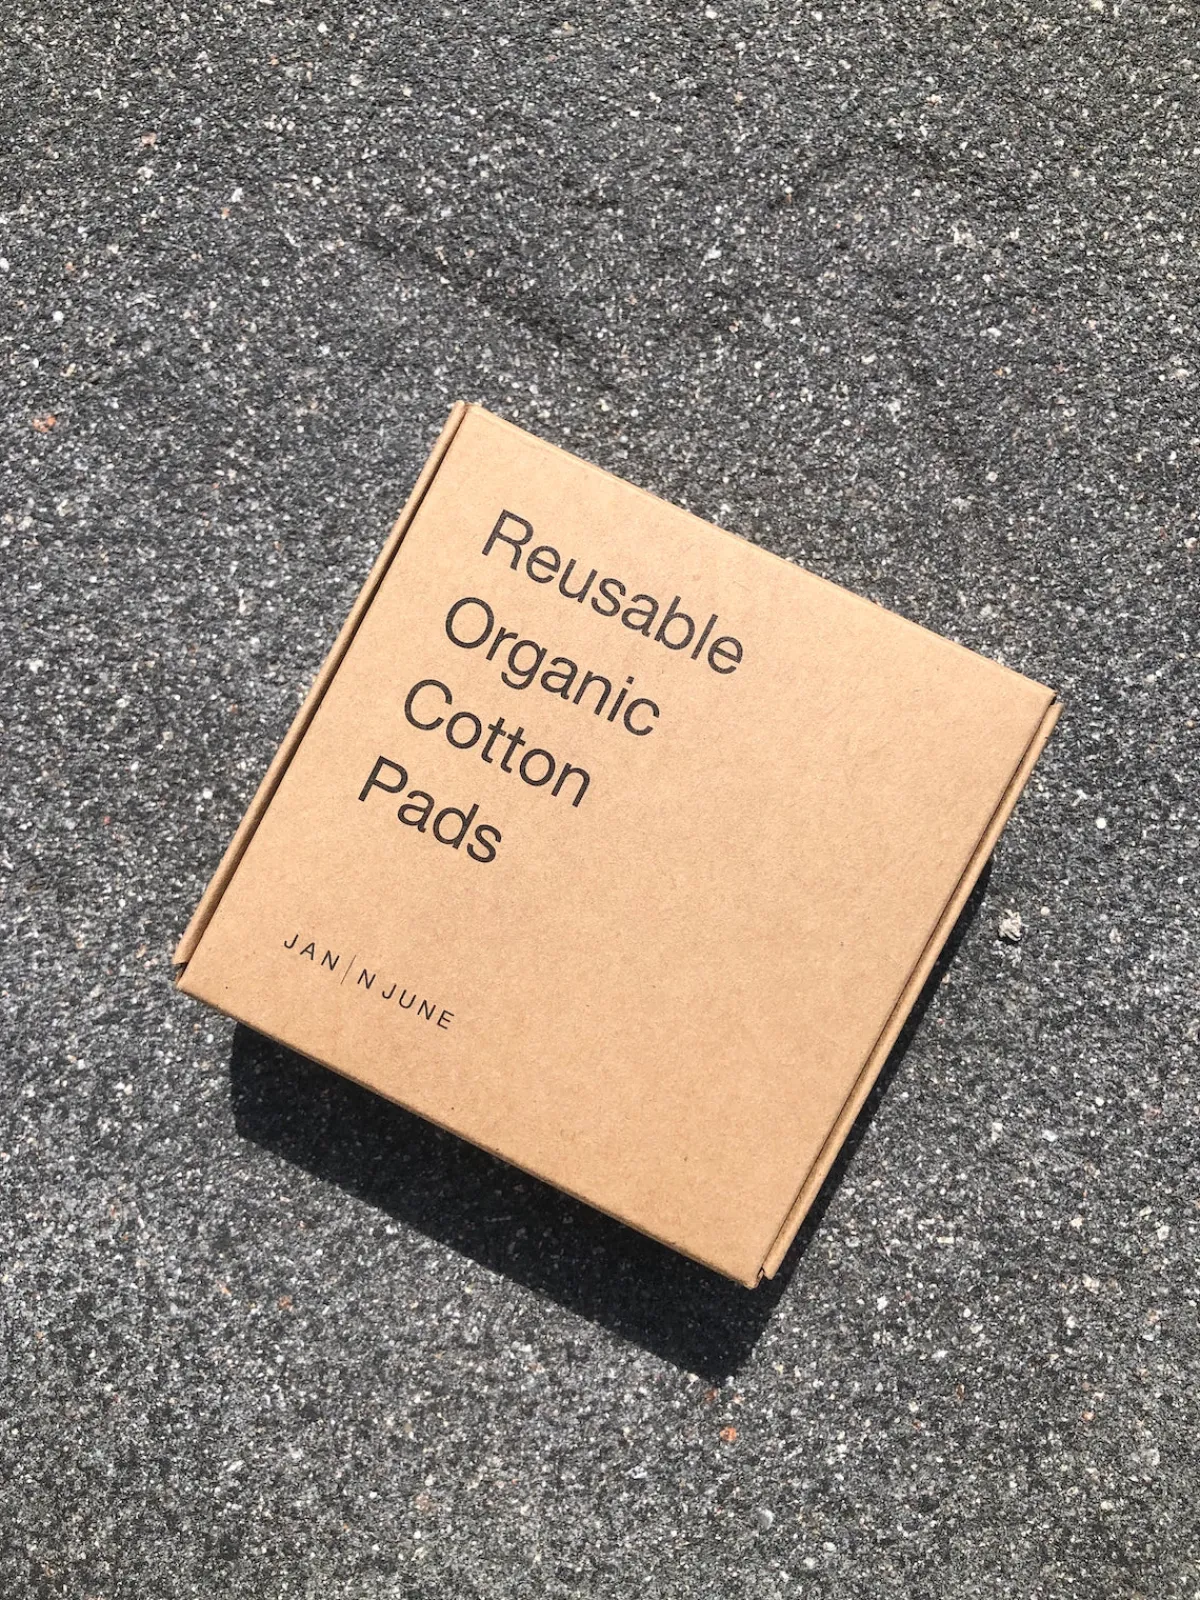 Reusable
Organic
Cotton
Pads
JAN|N JUNE